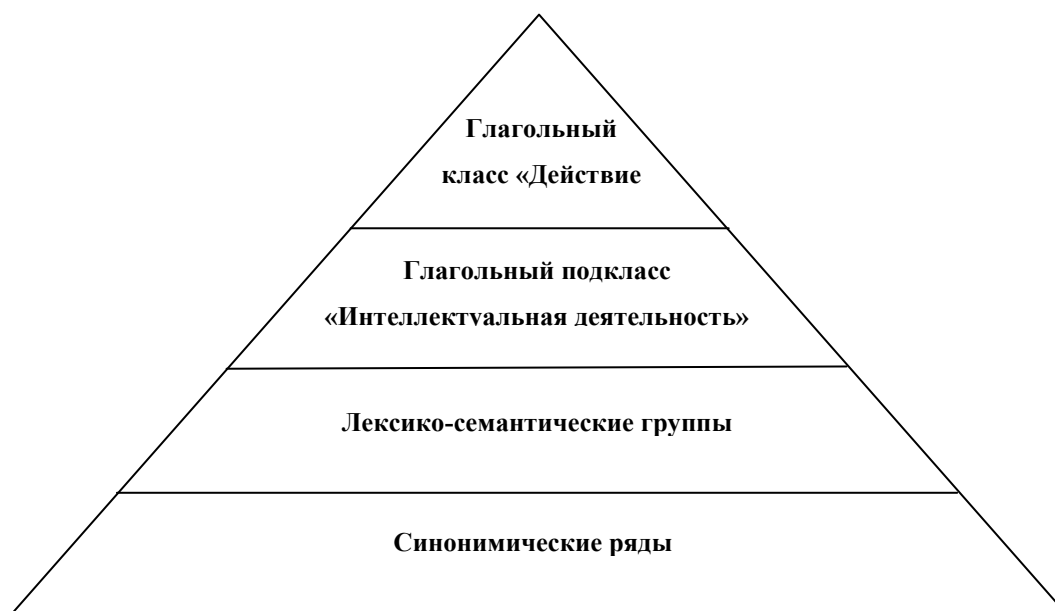 Глагольный
класс «Действие
Глагольный подкласс
«Интеллектуальная деятельность»
Лексико-семантические группы
Синонимические ряды